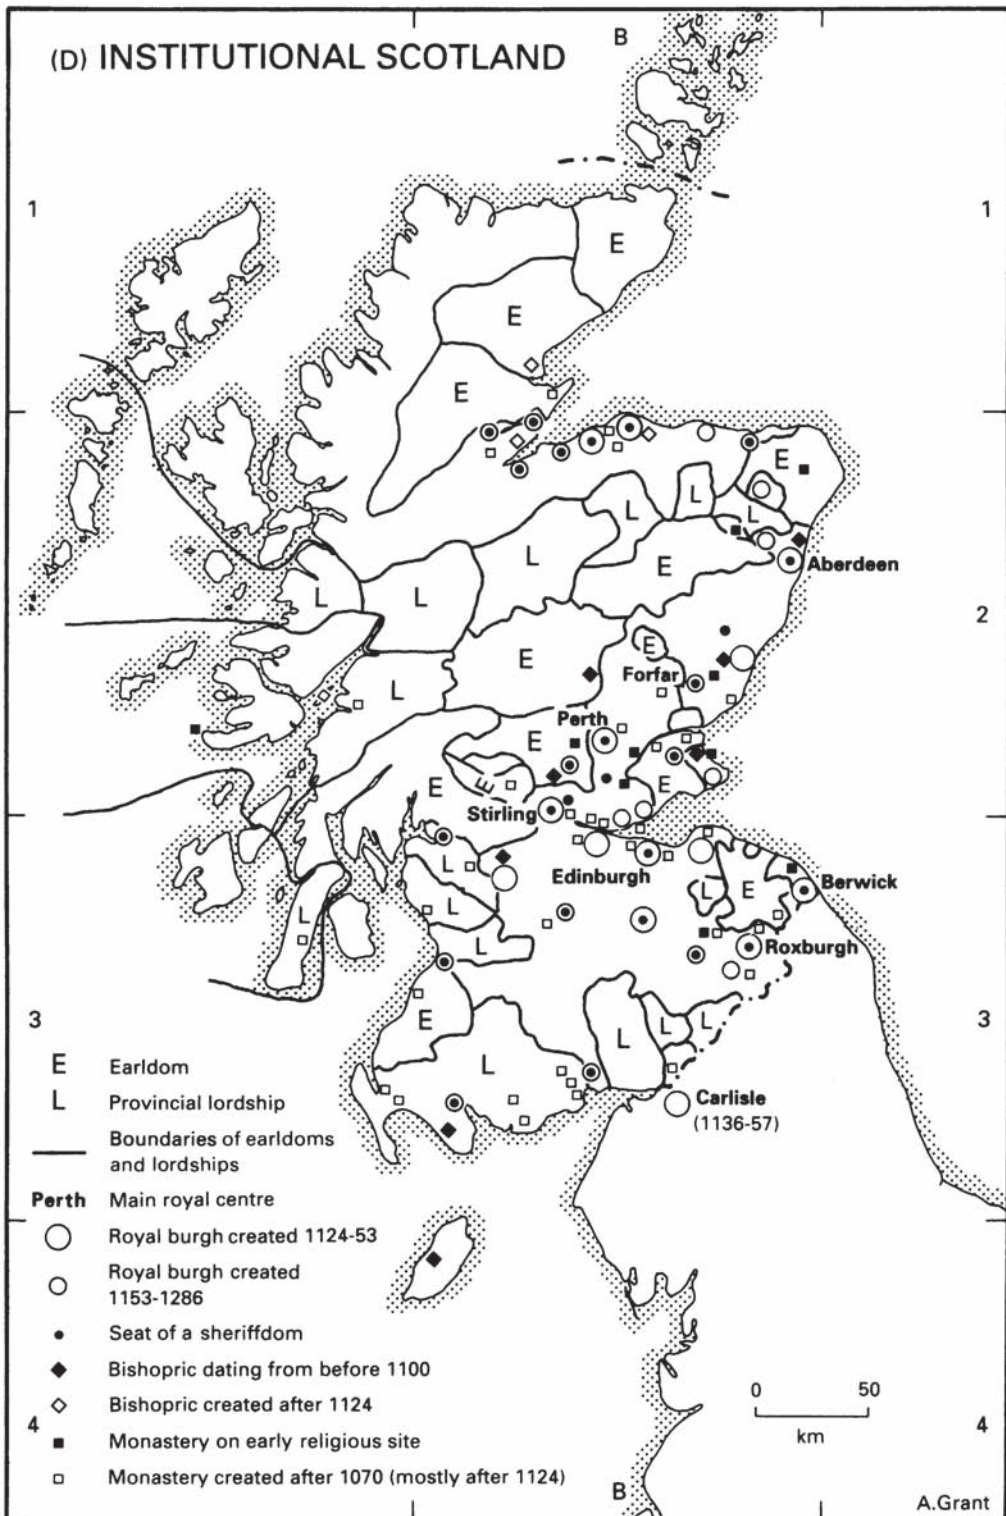 (D) INSTITUTIONAL SCOTLAND
B
1
1
E
E
E
E
L
L
L
L
E
Aberdeen
L
L
2
E
E
Forfar
L
Perth
E
E
E
E
Stirling
L
Edinburgh
L
E
Berwick
L
L
Roxburgh
L
3
E
L
L
L
3
L
E Earldom
L Provincial lordship
Carlisle
(1136-57)
Boundaries of earldoms
and lordships
Perth Main royal centre
Royal burgh created 1124-53
Royal burgh created
1153-1286
Seat of a sheriffdom
Bishopric dating from before 1100
Bishopric created after 1124
0 50
km
4
4
Monastery on early religious site
Monastery created after 1070 (mostly after 1124)
B
A.Grant